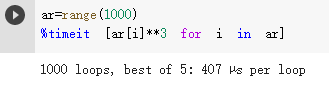 ar=range(1000)
%timeit [ar[i]**3 for i in ar]
1000 loops, best of 5: 407 µs per loop